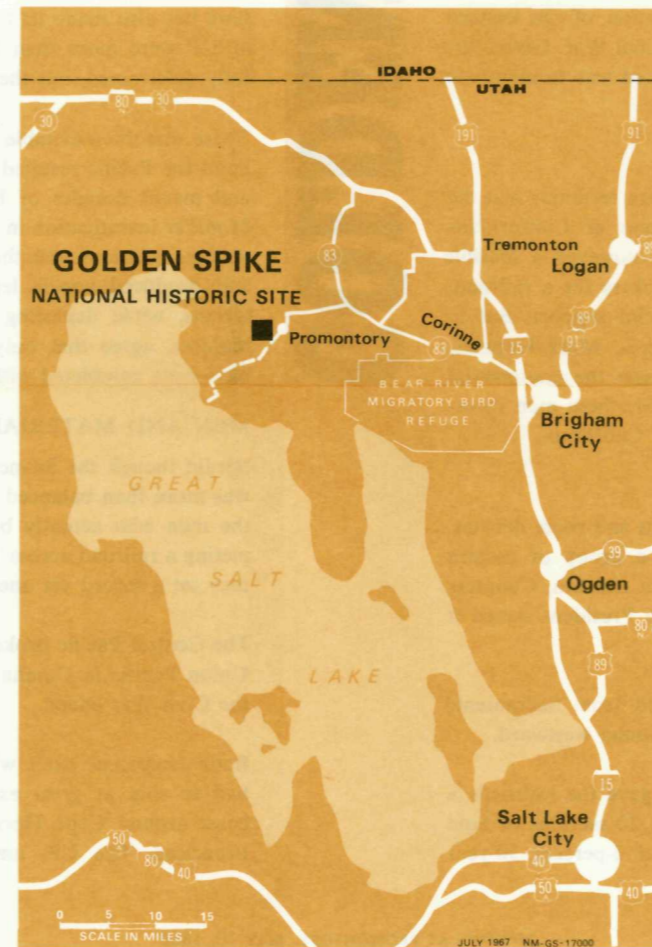 IDAHO
UTAH
30
80 N
30 S
191
91
GOLDEN SPIKE
NATIONAL HISTORIC SITE
83
Tremonton
Logan
89
Promontory
Corinne
83
15
89
91
BEAR RIVER
MIGRATORY BIRD
REFUGE
Brigham
City
GREAT
SALT
LAKE
39
Ogden
80
89
15
Salt Lake
City
50
80
40
40
50
40
0 5 10 15
SCALE IN MILES
JULY 1967 NM-GS-17000